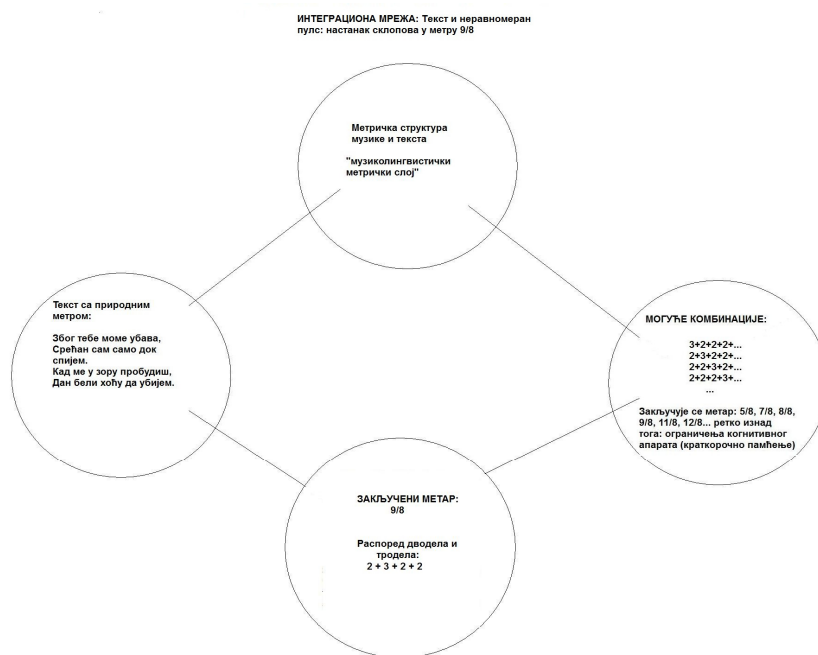 ИНТЕГРАЦИОНА МРЕЖА: Текст и неравномеран
пулс: настанак склопова у метру 9/8
Метричка структура
музике и текста
"музиколингвистички
метрички слој"
Текст са природним
метром:
Због тебе моме убава,
Срећан сам само док
спијем.
Кад ме у зору пробудиш,
Дан бели хоћу да убијем.
МОГУЋЕ КОМБИНАЦИЈЕ:
3+2+2+2+...
2+3+2+2+...
2+2+3+2+...
2+2+2+3+...
...
Закључује се метар: 5/8, 7/8, 8/8,
9/8, 11/8, 12/8... ретко изнад
тога: ограничења когнитивног
апарата (краткорочно памћење)
ЗАКЉУЧЕНИ МЕТАР:
9/8
Распоред дводела и
тродела:
2 + 3 + 2 + 2